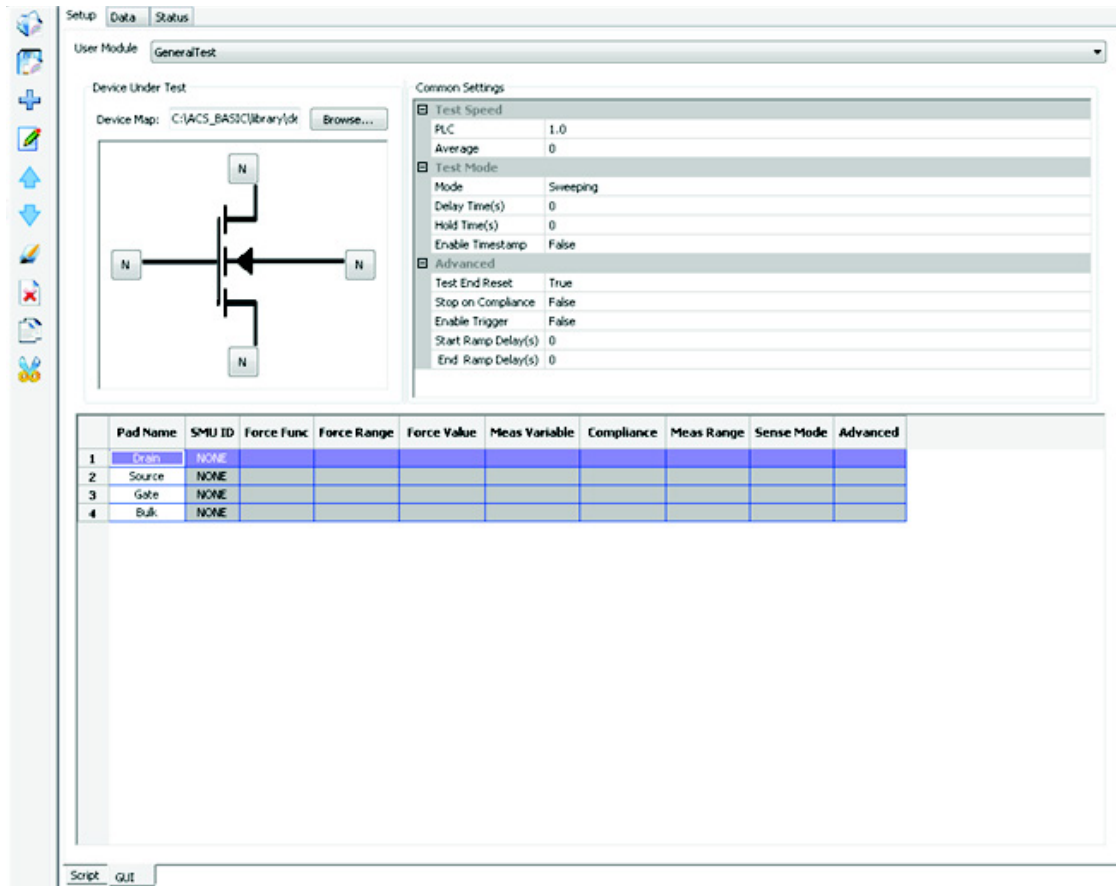 Setup Data Status
User Module GeneralTest
Device Under Test
Device Map: C:\ACS_BASIC\library\de Browse...
N
N N
N
Common Settings
Test Speed
PLC 1.0
Average 0
Test Mode
Mode Sweeping
Delay Time(s) 0
Hold Time(s) 0
Enable Timestamp False
Advanced
Test End Reset True
Stop on Compliance False
Enable Trigger False
Start Ramp Delay(s) 0
End Ramp Delay(s) 0
Pad Name SMU ID Force Func Force Range Force Value Meas Variable Compliance Meas Range Sense Mode Advanced
1 Drain NONE
2 Source NONE
3 Gate NONE
4 Bulk NONE
Script GUI